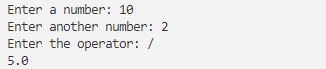 Enter a number: 10
Enter another number: 2
Enter the operator: /
5.0